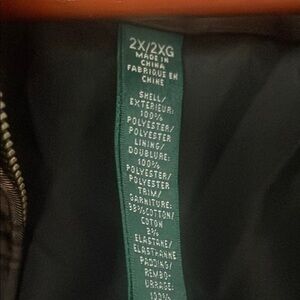 2X/2XG
MADE IN
CHINA
FABRIQUE EN
CHINE
SHELL/
EXTERIEUR:
100%
POLYESTER/
POLYESTER
LINING/
DOUBLURE:
100%
POLYESTER/
POLYESTER
TRIM/
GARNITURE:
98% COTTON/
COTON
2%
ELASTANE/
ELASTHANNE
PADDING/
REMBO-
URRAGE:
100%